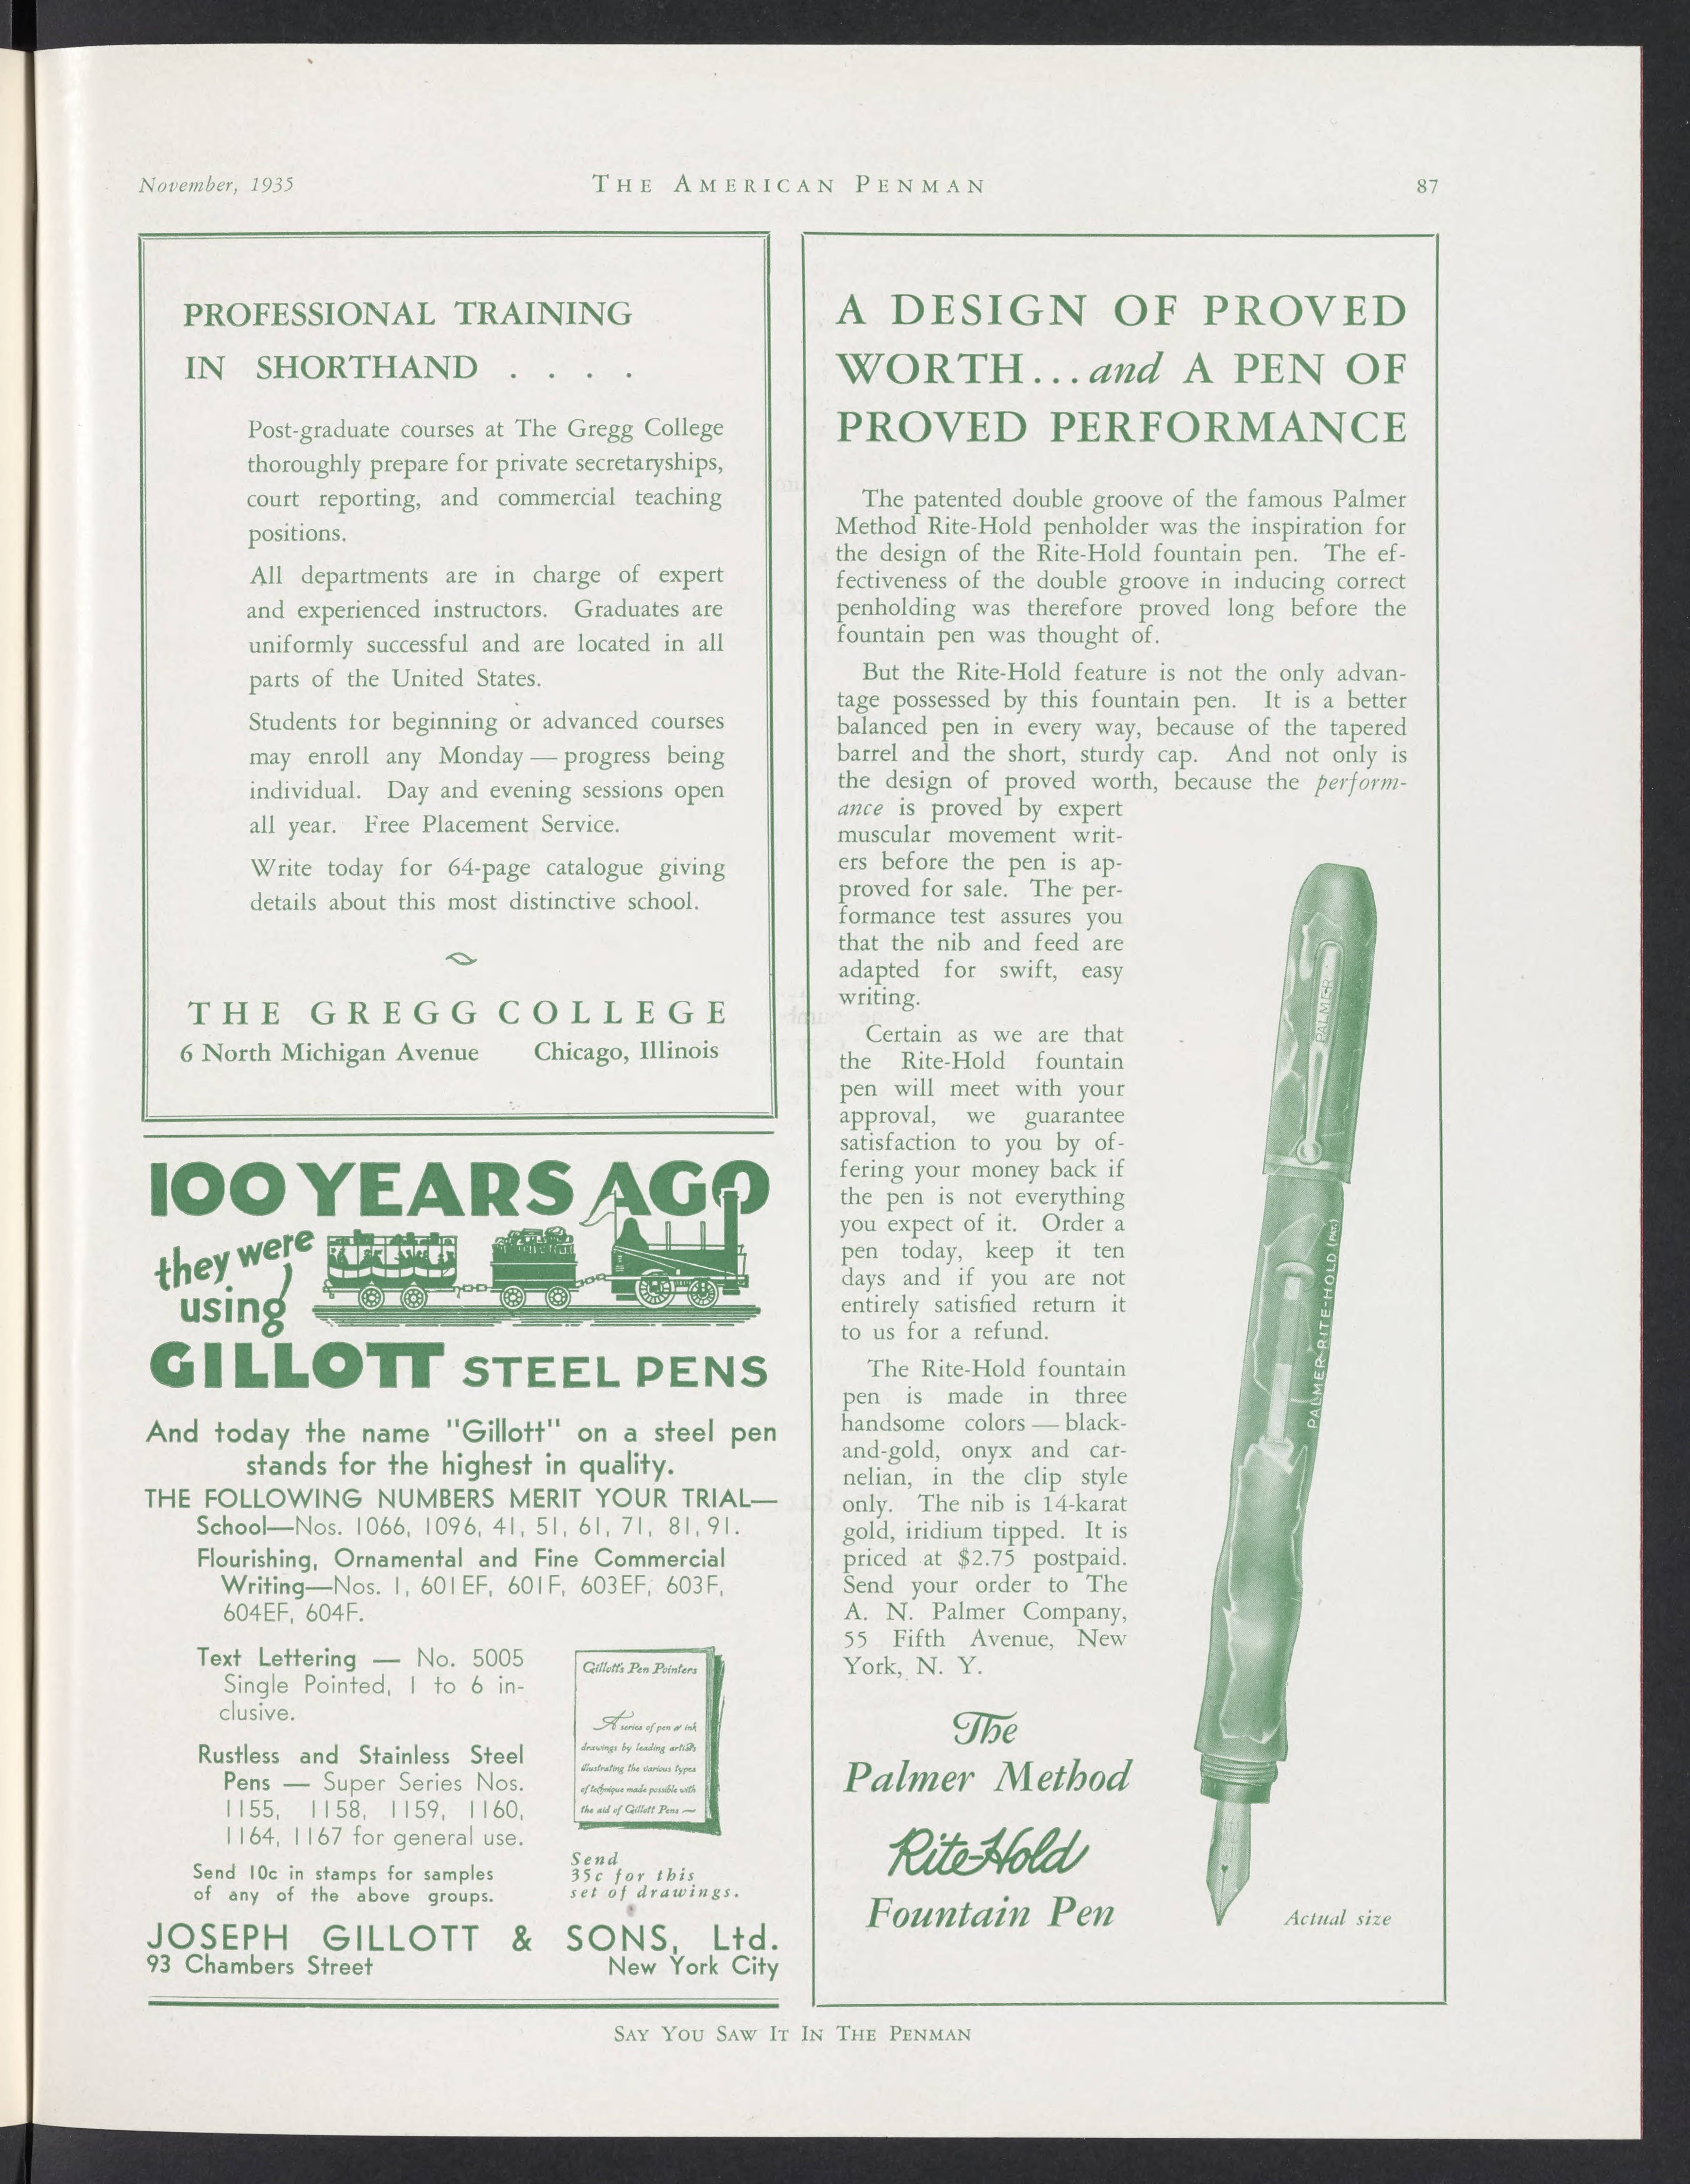 November, 1935
THE AMERICAN PENMAN
87
PROFESSIONAL TRAINING
IN SHORTHAND . . . .
Post-graduate courses at The Gregg College
thoroughly prepare for private secretaryships,
court reporting, and commercial teaching
positions.
All departments are in charge of expert
and experienced instructors. Graduates are
uniformly successful and are located in all
parts of the United States.
Students for beginning or advanced courses
may enroll any Monday — progress being
individual. Day and evening sessions open
all year. Free Placement Service.
Write today for 64-page catalogue giving
details about this most distinctive school.
THE GREGG COLLEGE
6 North Michigan Avenue Chicago, Illinois
100 YEARS AGO
they were
using
GILLOTT STEEL PENS
And today the name "Gillott" on a steel pen
stands for the highest in quality.
THE FOLLOWING NUMBERS MERIT YOUR TRIAL—
School—Nos. 1066, 1096, 41, 51, 61, 71, 81, 91.
Flourishing, Ornamental and Fine Commercial
Writing—Nos. 1, 601EF, 601F, 603EF, 603F,
604EF, 604F.
Text Lettering — No. 5005
Single Pointed, 1 to 6 in-
clusive.
Rustless and Stainless Steel
Pens — Super Series Nos.
1155, 1158, 1159, 1160,
1164, 1167 for general use.
Send 10c in stamps for samples
of any of the above groups.
Gillott's Pen Pointers
A series of pen & ink
drawings by leading artists
illustrating the various types
of technique made possible with
the aid of Gillott Pens —
Send
35c for this
set of drawings.
JOSEPH GILLOTT & SONS, Ltd.
93 Chambers Street New York City
A DESIGN OF PROVED
WORTH...and A PEN OF
PROVED PERFORMANCE
The patented double groove of the famous Palmer
Method Rite-Hold penholder was the inspiration for
the design of the Rite-Hold fountain pen. The ef-
fectiveness of the double groove in inducing correct
penholding was therefore proved long before the
fountain pen was thought of.
But the Rite-Hold feature is not the only advan-
tage possessed by this fountain pen. It is a better
balanced pen in every way, because of the tapered
barrel and the short, sturdy cap. And not only is
the design of proved worth, because the perform-
ance is proved by expert
muscular movement writ-
ers before the pen is ap-
proved for sale. The per-
formance test assures you
that the nib and feed are
adapted for swift, easy
writing.
Certain as we are that
the Rite-Hold fountain
pen will meet with your
approval, we guarantee
satisfaction to you by of-
fering your money back if
the pen is not everything
you expect of it. Order a
pen today, keep it ten
days and if you are not
entirely satisfied return it
to us for a refund.
The Rite-Hold fountain
pen is made in three
handsome colors — black-
and-gold, onyx and car-
nelian, in the clip style
only. The nib is 14-karat
gold, iridium tipped. It is
priced at $2.75 postpaid.
Send your order to The
A. N. Palmer Company,
55 Fifth Avenue, New
York, N. Y.
PALMER
PALMER RITE-HOLD (PAT.)
The
Palmer Method
Rite-Hold
Fountain Pen
Actual size
SAY YOU SAW IT IN THE PENMAN